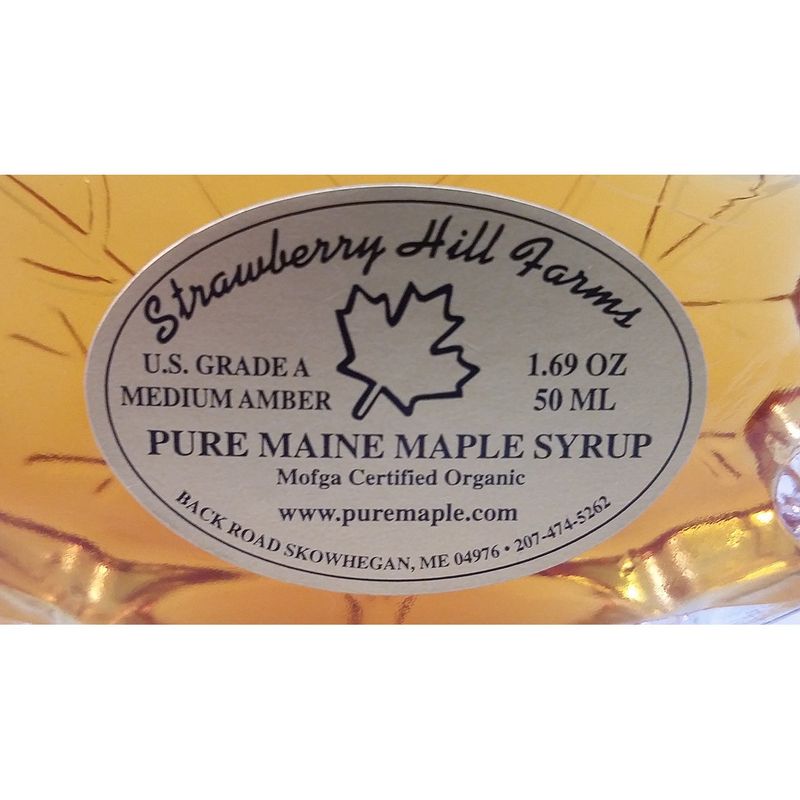 Strawberry Hill Farms
U.S. GRADE A
MEDIUM AMBER
1.69 OZ
50 ML
PURE MAINE MAPLE SYRUP
Mofga Certified Organic
www.puremaple.com
BACK ROAD SKOWHEGAN, ME 04976 • 207-474-5262